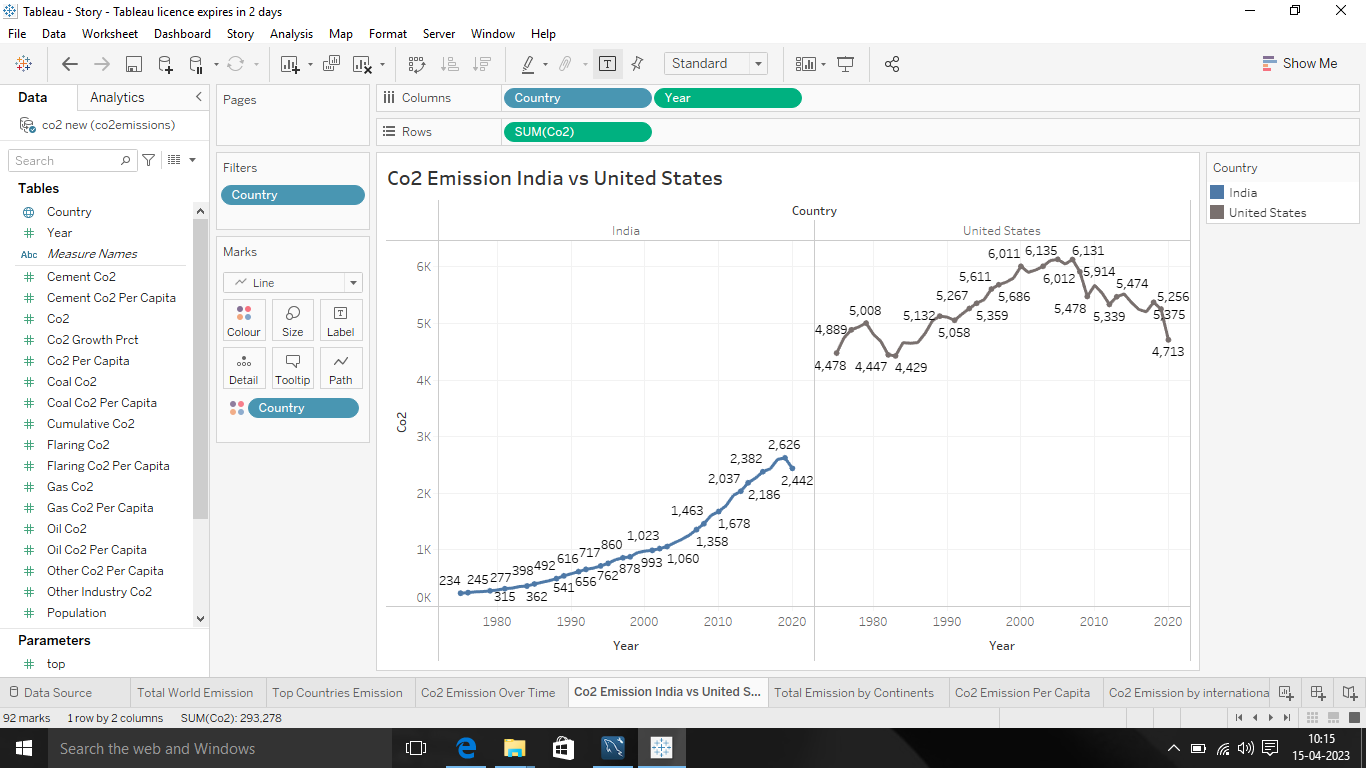 Tableau - Story - Tableau licence expires in 2 days
File Data Worksheet Dashboard Story Analysis Map Format Server Window Help
Standard
Show Me
Data Analytics
co2 new (co2emissions)
Search
Tables
Country
Year
Abc Measure Names
Cement Co2
Cement Co2 Per Capita
Co2
Co2 Growth Prct
Co2 Per Capita
Coal Co2
Coal Co2 Per Capita
Cumulative Co2
Flaring Co2
Flaring Co2 Per Capita
Gas Co2
Gas Co2 Per Capita
Oil Co2
Oil Co2 Per Capita
Other Co2 Per Capita
Other Industry Co2
Population
Parameters
top
Pages
Filters
Country
Marks
Line
Colour Size Label
Detail Tooltip Path
Country
Columns Country Year
Rows SUM(Co2)
Co2 Emission India vs United States
Country
India United States
6K
5K
4K
3K
2K
1K
0K
Co2
234 245 277 315 398 362 492 541 616 656 717 762 860 878 1,023 993 1,060 1,358 1,463 1,678 2,037 2,186 2,382 2,626 2,442
4,478 4,889 5,008 4,447 4,429 5,132 5,058 5,267 5,359 5,611 5,686 6,011 6,012 6,135 6,131 5,914 5,478 5,339 5,474 5,375 5,256 4,713
1980 1990 2000 2010 2020 1980 1990 2000 2010 2020
Year Year
Country
India
United States
Data Source Total World Emission Top Countries Emission Co2 Emission Over Time Co2 Emission India vs United S... Total Emission by Continents Co2 Emission Per Capita Co2 Emission by internationa
92 marks 1 row by 2 columns SUM(Co2): 293,278
Search the web and Windows
10:15
15-04-2023